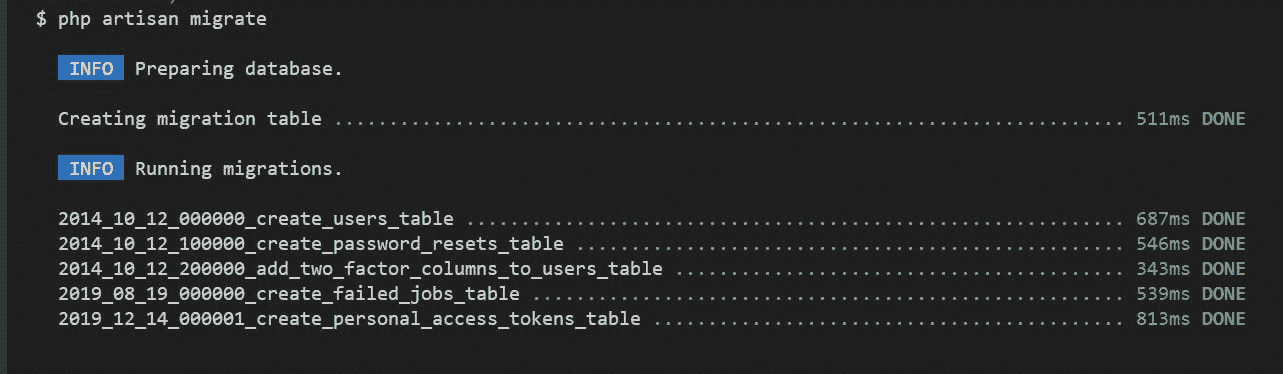 $ php artisan migrate
INFO Preparing database.
Creating migration table ........................................................................ 511ms DONE
INFO Running migrations.
2014_10_12_000000_create_users_table ............................................................ 687ms DONE
2014_10_12_100000_create_password_resets_table .................................................. 546ms DONE
2014_10_12_200000_add_two_factor_columns_to_users_table ......................................... 343ms DONE
2019_08_19_000000_create_failed_jobs_table ...................................................... 539ms DONE
2019_12_14_000001_create_personal_access_tokens_table ........................................... 813ms DONE